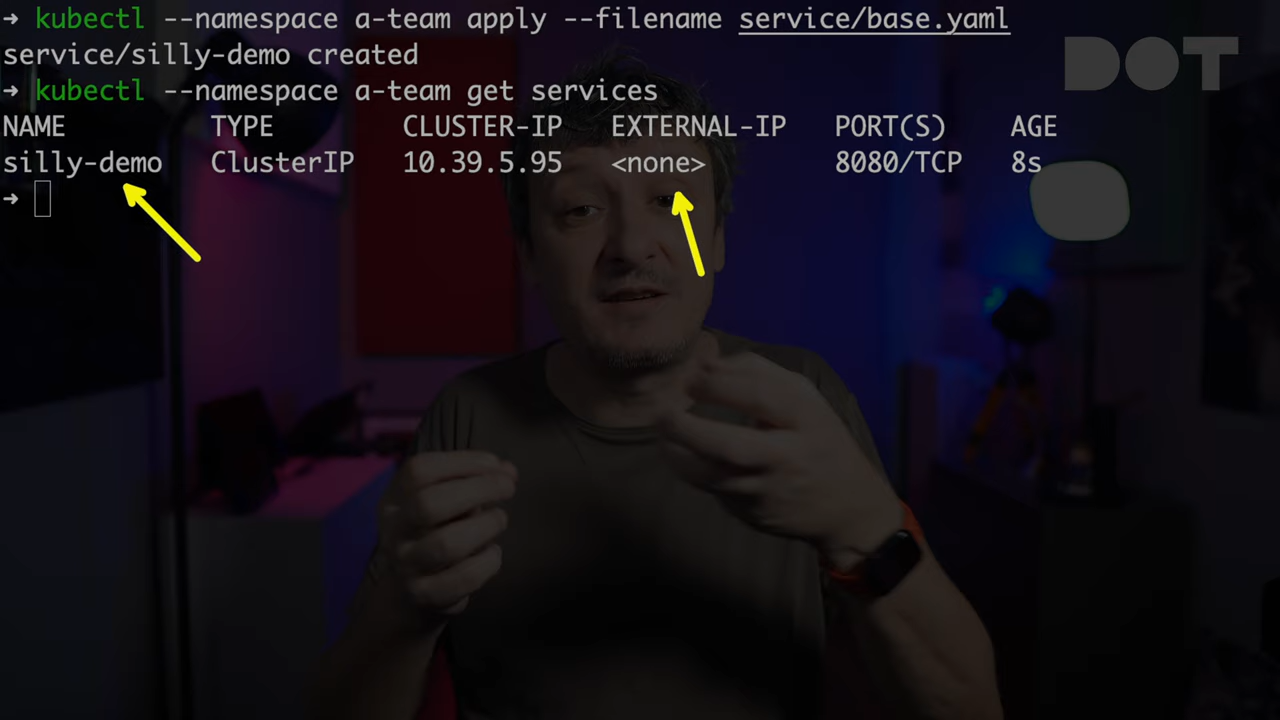 → kubectl --namespace a-team apply --filename service/base.yaml
service/silly-demo created
→ kubectl --namespace a-team get services
NAME TYPE CLUSTER-IP EXTERNAL-IP PORT(S) AGE
silly-demo ClusterIP 10.39.5.95 <none> 8080/TCP 8s
→
DOT